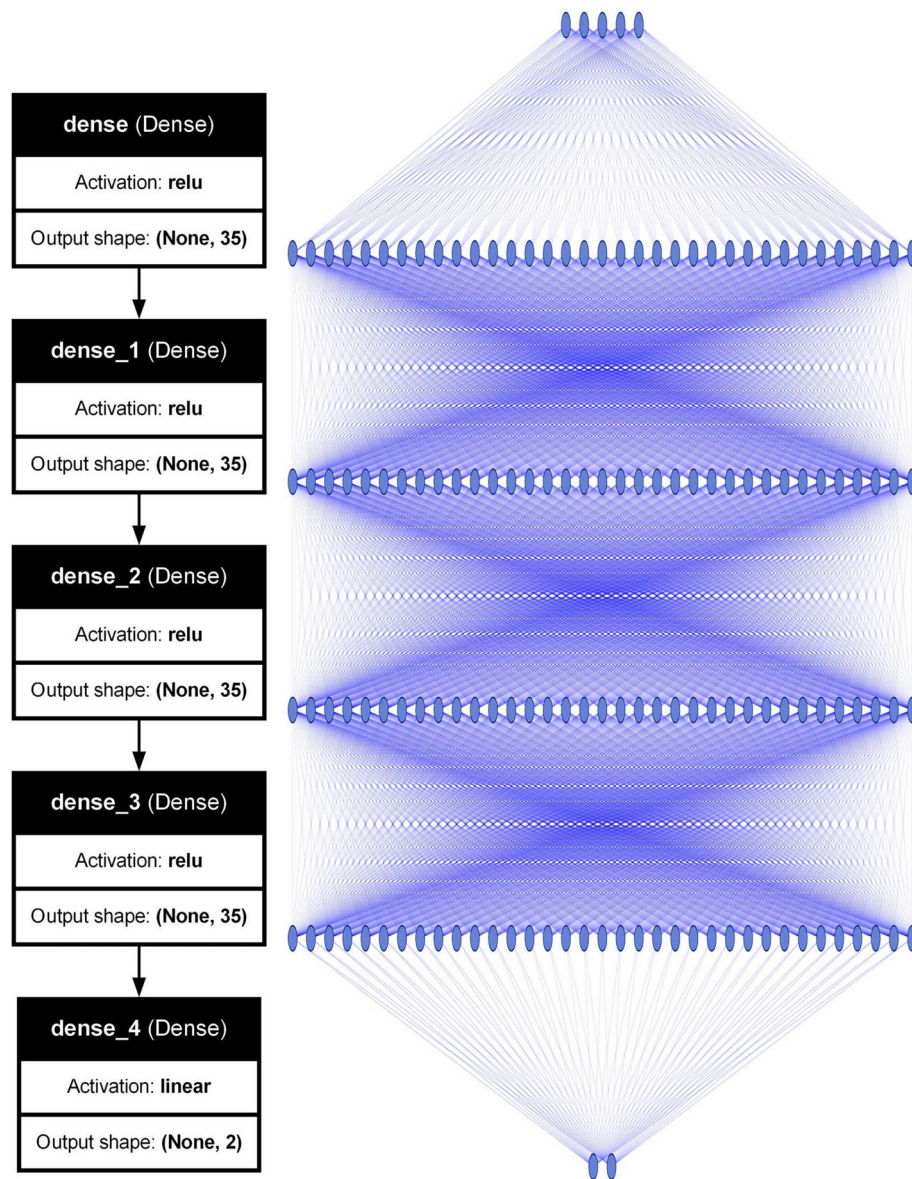 dense (Dense)
Activation: relu
Output shape: (None, 35)
dense_1 (Dense)
Activation: relu
Output shape: (None, 35)
dense_2 (Dense)
Activation: relu
Output shape: (None, 35)
dense_3 (Dense)
Activation: relu
Output shape: (None, 35)
dense_4 (Dense)
Activation: linear
Output shape: (None, 2)